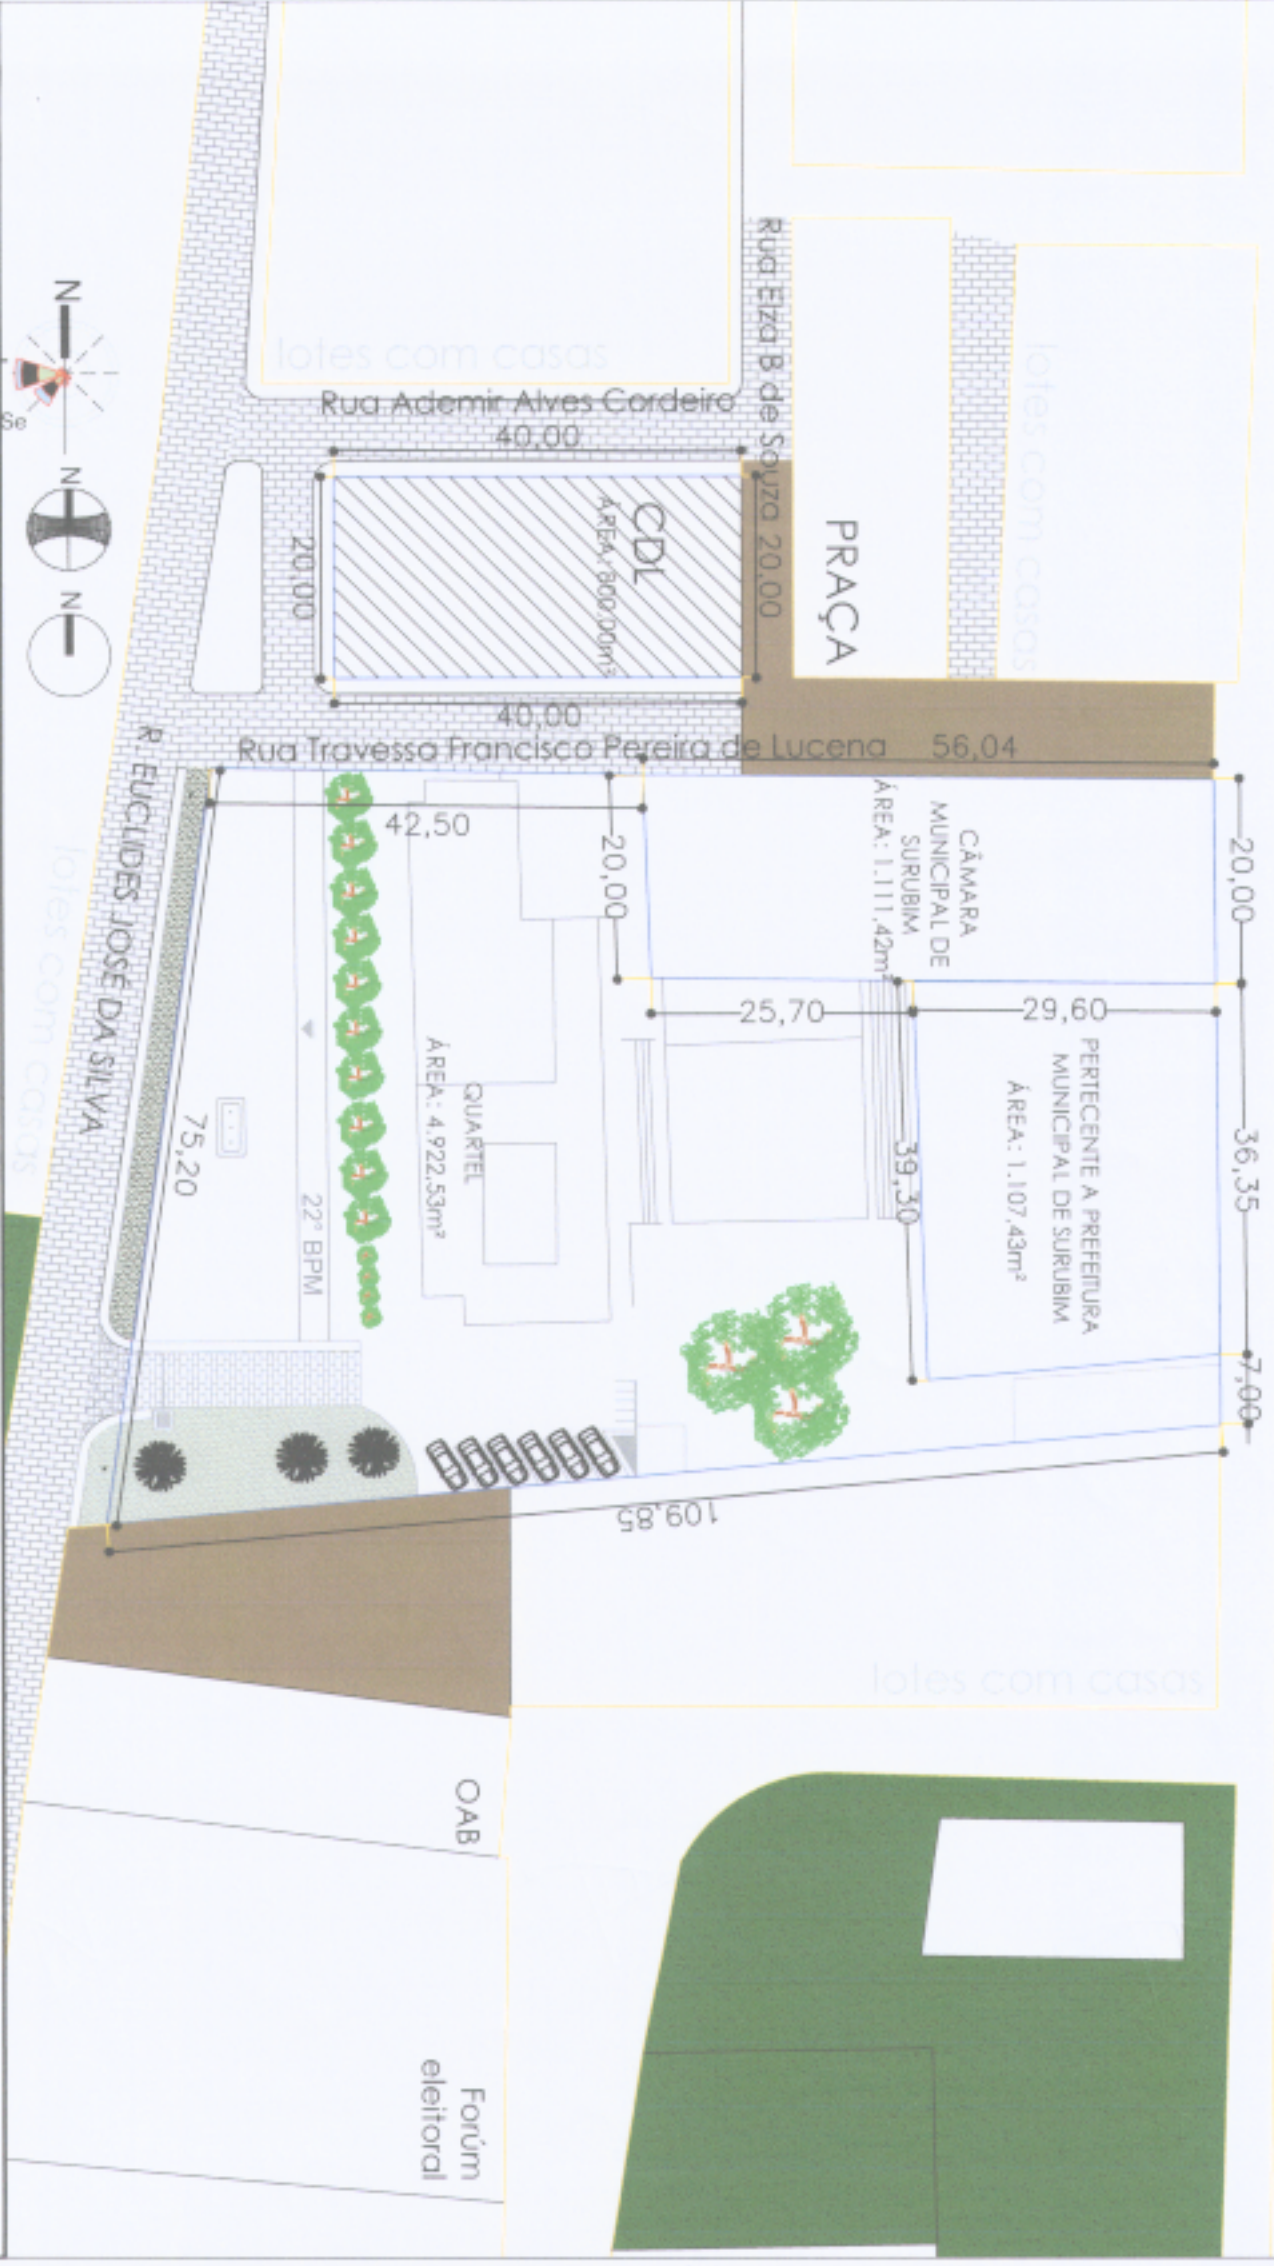 Rua Elza B de Souza
lotes com casas
lotes com casas
Rua Ademir Alves Cordeiro
40,00
N
N
N
Se
PRAÇA
CDL
ÁREA: 800,00m²
20,00
20,00
40,00
Rua Travessa Francisco Pereira de Lucena
56,04
R. EUCLIDES JOSE DA SILVA
lotes com casas
42,50
20,00
20,00
CÂMARA
MUNICIPAL DE
SURUBIM
ÁREA: 1.111,42m²
25,70
29,60
36,35
PERTECENTE A PREFEITURA
MUNICIPAL DE SURUBIM
ÁREA: 1.107,43m²
39,30
QUARTEL
ÁREA: 4.922,53m²
75,20
22° BPM
7,00
109,85
lotes com casas
OAB
Forúm
eleitoral